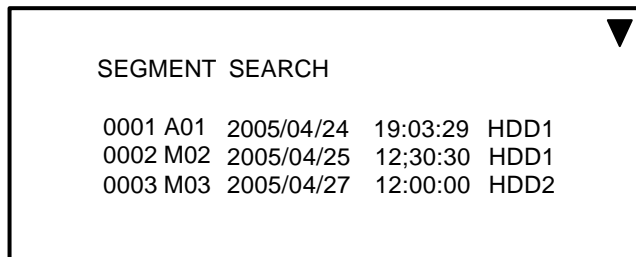 SEGMENT SEARCH
0001 A01 2005/04/24 19:03:29 HDD1
0002 M02 2005/04/25 12;30:30 HDD1
0003 M03 2005/04/27 12:00:00 HDD2